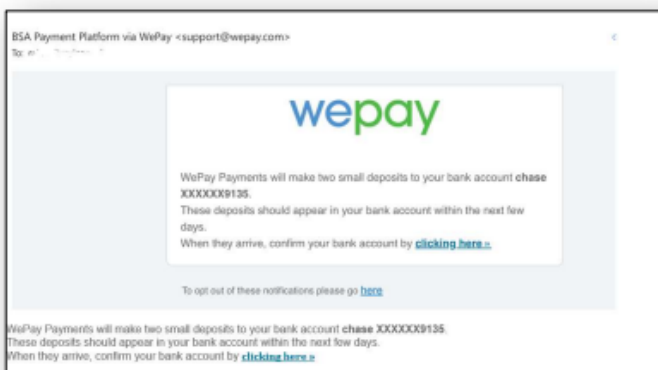 BSA Payment Platform via WePay <support@wepay.com>
To:
wepay
WePay Payments will make two small deposits to your bank account chase
XXXXXX9135.
These deposits should appear in your bank account within the next few
days.
When they arrive, confirm your bank account by clicking here »
To opt out of these notifications please go here
WePay Payments will make two small deposits to your bank account chase XXXXXX9135.
These deposits should appear in your bank account within the next few days.
When they arrive, confirm your bank account by clicking here »